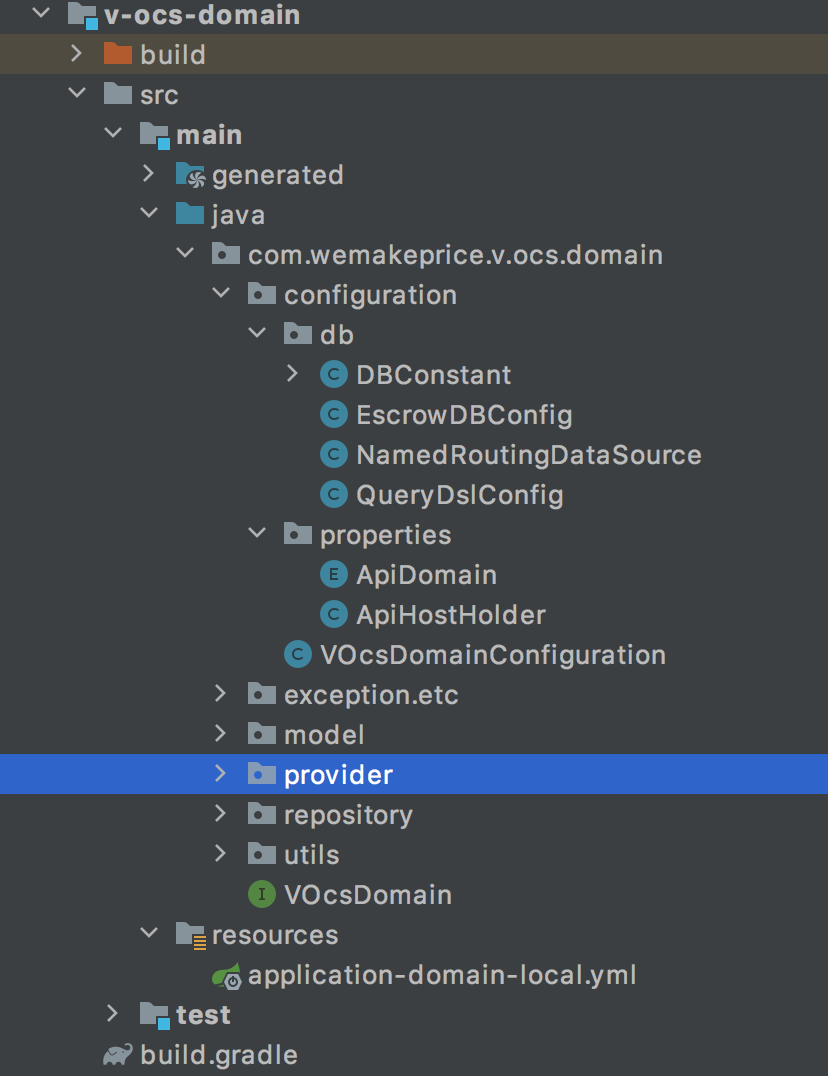 v-ocs-domain
build
src
main
generated
java
com.wemakeprice.v.ocs.domain
configuration
db
C DBConstant
C EscrowDBConfig
C NamedRoutingDataSource
C QueryDslConfig
properties
E ApiDomain
C ApiHostHolder
C VOcsDomainConfiguration
exception.etc
model
provider
repository
utils
I VOcsDomain
resources
application-domain-local.yml
test
build.gradle